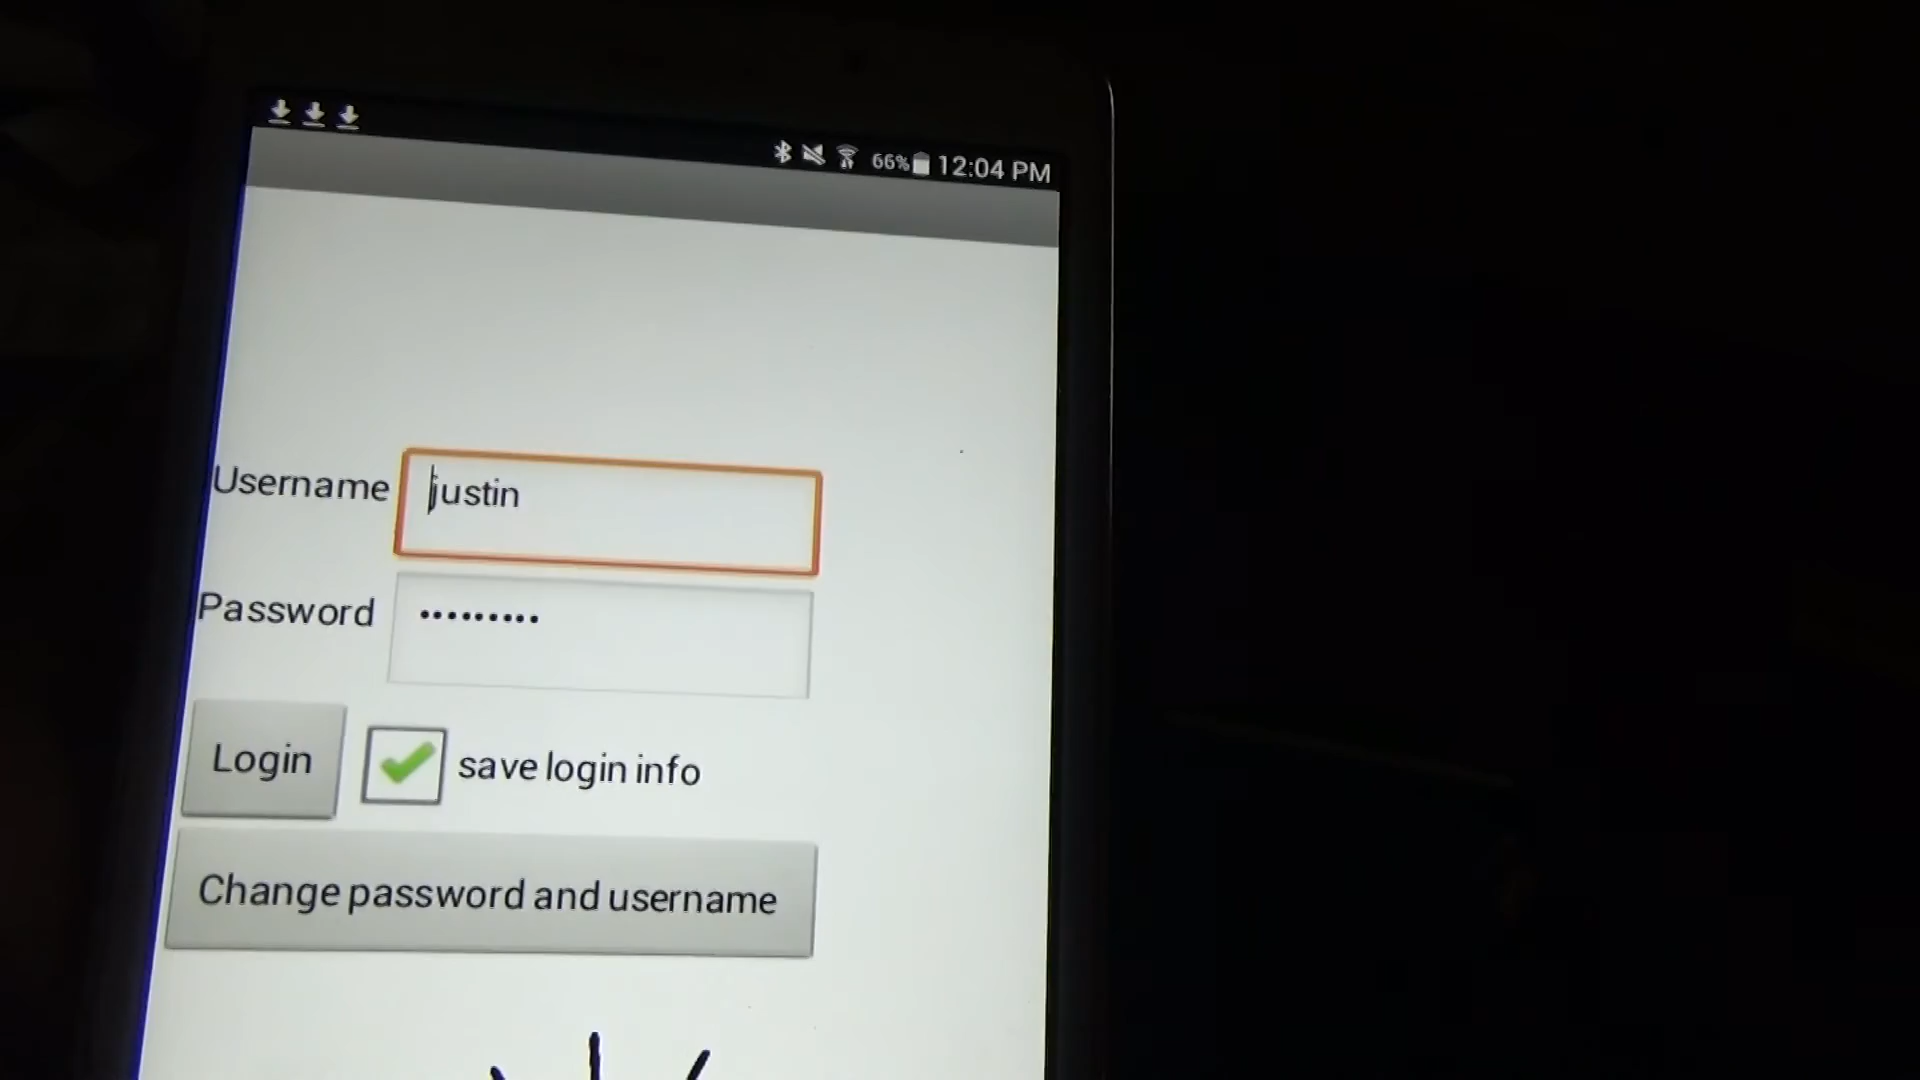 66% 12:04 PM
Username justin
Password •••••••••
Login save login info
Change password and username